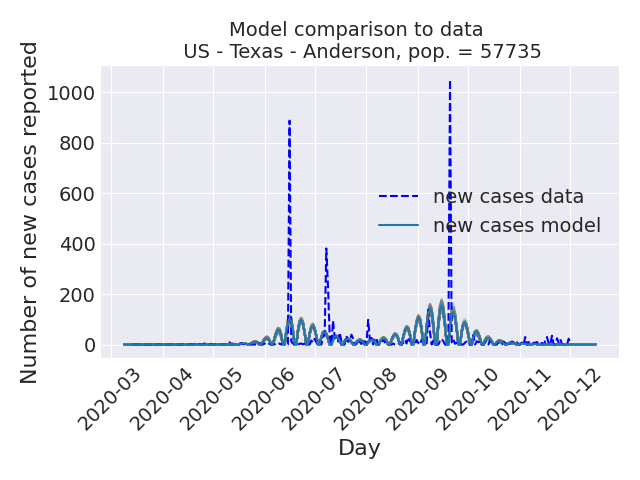 Model comparison to data
US - Texas - Anderson, pop. = 57735
Number of new cases reported
1000
800
600
400
200
0
new cases data
new cases model
2020-03
2020-04
2020-05
2020-06
2020-07
2020-08
2020-09
2020-10
2020-11
2020-12
Day